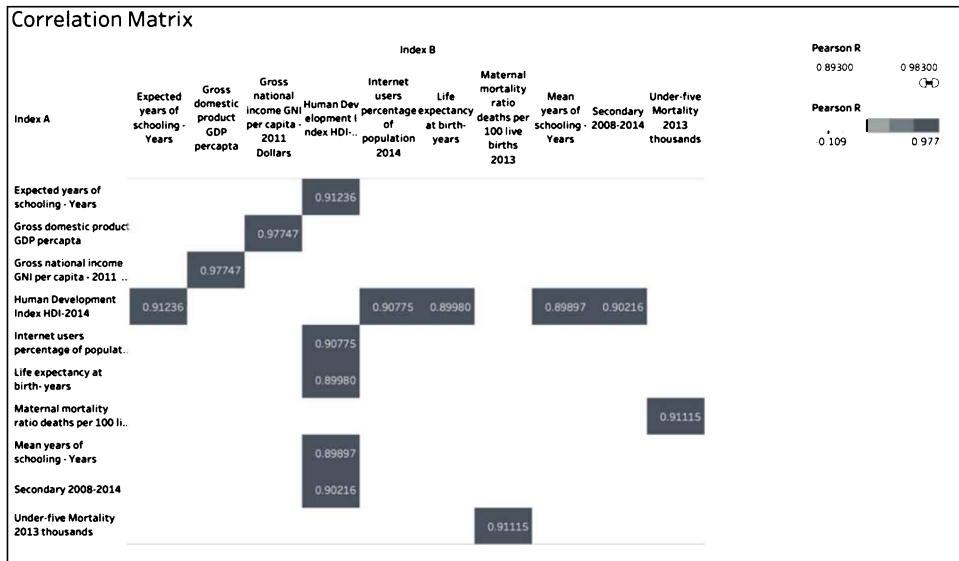 Correlation Matrix
Index B
Index A
Expected
years of
schooling -
Years
Gross
domestic
product
GDP
percapta
Gross
national
income GNI
per capita -
2011
Dollars
Human Dev
elopment I
ndex HDI-..
Internet
users
percentage
of
population
2014
Life
expectancy
at birth-
years
Maternal
mortality
ratio
deaths per
100 live
births
2013
Mean
years of
schooling -
Years
Secondary
2008-2014
Under-five
Mortality
2013
thousands
Expected years of
schooling - Years
0.91236
Gross domestic product
GDP percapta
0.97747
Gross national income
GNI per capita - 2011 ..
0.97747
Human Development
Index HDI-2014
0.91236 0.90775 0.89980 0.89897 0.90216
Internet users
percentage of populat..
0.90775
Life expectancy at
birth- years
0.89980
Maternal mortality
ratio deaths per 100 li..
0.91115
Mean years of
schooling - Years
0.89897
Secondary 2008-2014
0.90216
Under-five Mortality
2013 thousands
0.91115
Pearson R
0.89300 0.98300
Pearson R
-0.109 0.977